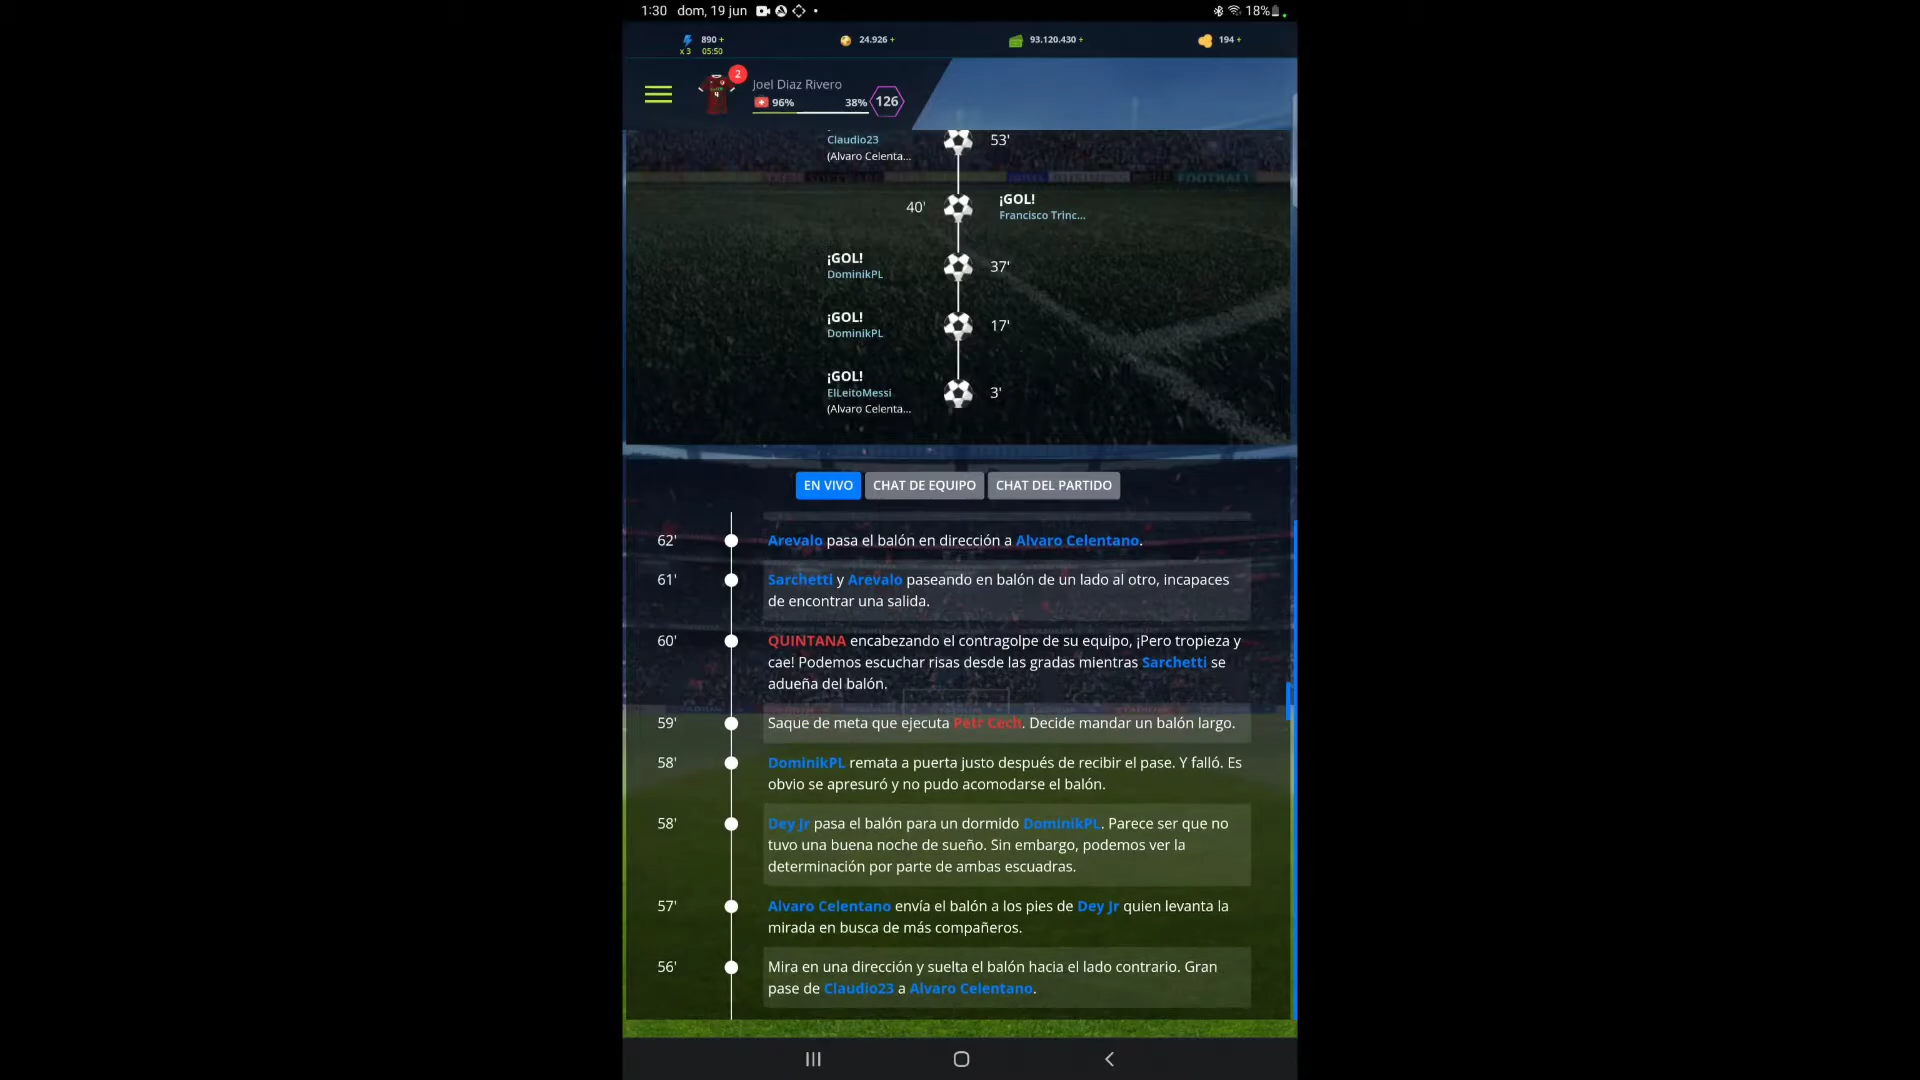 1:30 dom, 19 jun
18%
890 +
x 3 05:50
24.926 +
93.120.430 +
194 +
2
Joel Diaz Rivero
96% 38% 126
Claudio23 53'
(Alvaro Celenta...
40' ¡GOL!
Francisco Trinc...
¡GOL!
DominikPL 37'
¡GOL!
DominikPL 17'
¡GOL!
ElLeitoMessi 3'
(Alvaro Celenta...
EN VIVO CHAT DE EQUIPO CHAT DEL PARTIDO
62' Arevalo pasa el balón en dirección a Alvaro Celentano.
61' Sarchetti y Arevalo paseando en balón de un lado al otro, incapaces
de encontrar una salida.
60' QUINTANA encabezando el contragolpe de su equipo, ¡Pero tropieza y
cae! Podemos escuchar risas desde las gradas mientras Sarchetti se
adueña del balón.
59' Saque de meta que ejecuta Petr Cech. Decide mandar un balón largo.
58' DominikPL remata a puerta justo después de recibir el pase. Y falló. Es
obvio se apresuró y no pudo acomodarse el balón.
58' Dey Jr pasa el balón para un dormido DominikPL. Parece ser que no
tuvo una buena noche de sueño. Sin embargo, podemos ver la
determinación por parte de ambas escuadras.
57' Alvaro Celentano envía el balón a los pies de Dey Jr quien levanta la
mirada en busca de más compañeros.
56' Mira en una dirección y suelta el balón hacia el lado contrario. Gran
pase de Claudio23 a Alvaro Celentano.